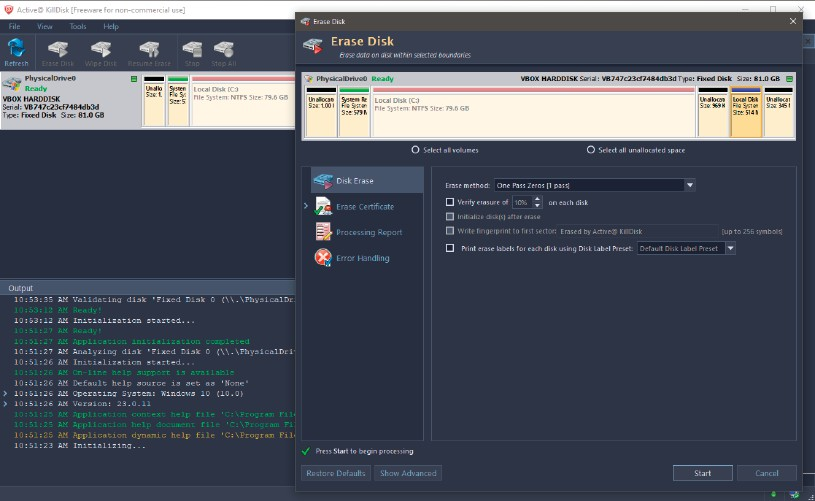 Active@ KillDisk [Freeware for non-commercial use]
File View Tools Help
Refresh Erase Disk Wipe Disk Resume Erase Stop Stop All
PhysicalDrive0
Ready
VBOX HARDDISK
Serial: VB747c23cf7484db3d
Type: Fixed Disk Size: 81.0 GB
Unallo
Size: 1.
System
File Sy
Size: 5
Local Disk (C:)
File System: NTFS Size: 79.6 GB
Output
10:53:35 AM Validating disk 'Fixed Disk 0 (\\.\PhysicalDri
10:53:12 AM Ready!
10:53:12 AM Initialization started...
10:51:27 AM Ready!
10:51:27 AM Application initialization completed
10:51:27 AM Analyzing disk 'Fixed Disk 0 (\\.\PhysicalDri
10:51:26 AM Initialization started...
10:51:26 AM On-line help support is available
10:51:26 AM Default help source is set as 'None'
10:51:26 AM Operating System: Windows 10 (10.0)
10:51:26 AM Version: 23.0.11
10:51:25 AM Application context help file 'C:\Program File
10:51:25 AM Application help document file 'C:\Program Fil
10:51:25 AM Application dynamic help file 'C:\Program File
10:51:23 AM Initializing...
Erase Disk
Erase Disk
Erase data on disk within selected boundaries
PhysicalDrive0 Ready VBOX HARDDISK Serial: VB747c23cf7484db3d Type: Fixed Disk Size: 81.0 GB
Unallocan
Size: 1.00 I
System Re
File System
Size: 579 M
Local Disk (C:)
File System: NTFS Size: 79.6 GB
Unallocan
Local Disk
File System
Unallocat
Select all volumes Select all unallocated space
Disk Erase
Erase Certificate
Processing Report
Error Handling
Erase method: One Pass Zeros [1 pass]
Verify erasure of 10% on each disk
Initialize disk(s) after erase
Write fingerprint to first sector: Erased by Active@ KillDisk [up to 256 symbols]
Print erase labels for each disk using Disk Label Preset: Default Disk Label Preset
Press Start to begin processing
Restore Defaults Show Advanced Start Cancel